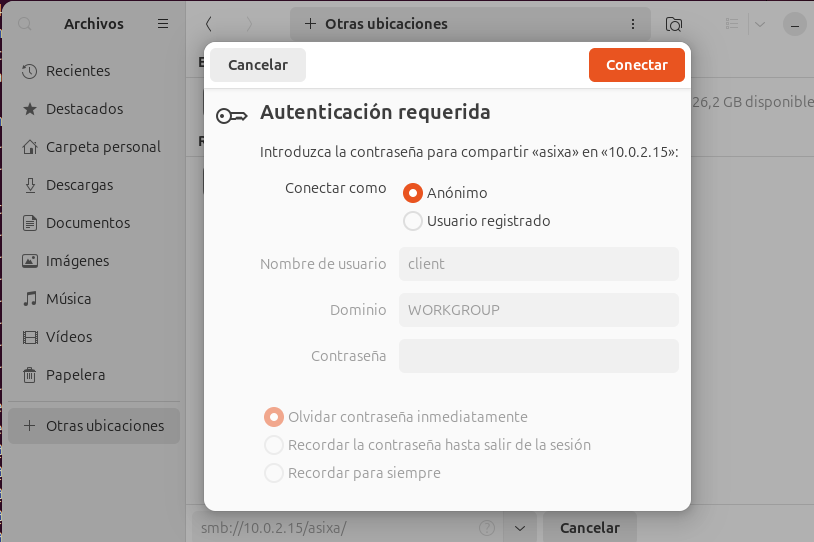 Archivos
Otras ubicaciones
Cancelar
Conectar
Autenticación requerida
Introduzca la contraseña para compartir «asixa» en «10.0.2.15»:
Conectar como
Anónimo
Usuario registrado
Nombre de usuario
client
Dominio
WORKGROUP
Contraseña
Olvidar contraseña inmediatamente
Recordar la contraseña hasta salir de la sesión
Recordar para siempre
Recientes
Destacados
Carpeta personal
Descargas
Documentos
Imágenes
Música
Vídeos
Papelera
Otras ubicaciones
26,2 GB disponible
smb://10.0.2.15/asixa/
Cancelar